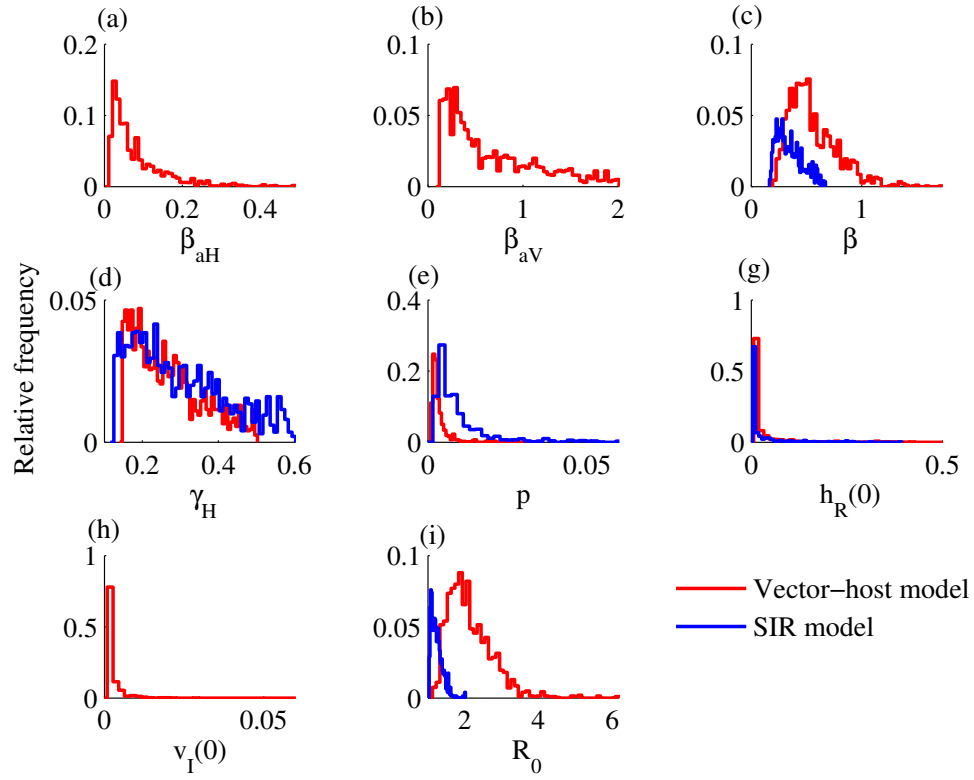 (a) (b) (c)
0.2 0.1 0.1
0.1 0.05 0.05
0 0 0
0 0.2 0.4 0 1 2 0 1
β_aH β_aV β
(d) (e) (g)
Relative frequency
0.05 0.4 1
0.2 0.5
0 0 0
0.2 0.4 0.6 0 0.05 0 0.5
γ_H p h_R(0)
(h) (i)
1 0.1
0.5 0.05
0 0
0 0.05 2 4 6
v_I(0) R_0
Vector−host model
SIR model